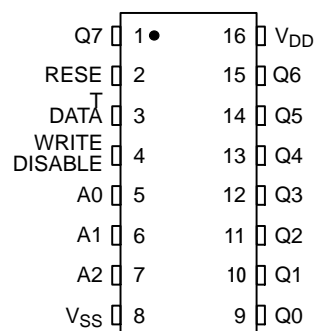 Q7 1 16 VDD
RESE 2 15 Q6
T
DATA 3 14 Q5
WRITE
DISABLE 4 13 Q4
A0 5 12 Q3
A1 6 11 Q2
A2 7 10 Q1
VSS 8 9 Q0